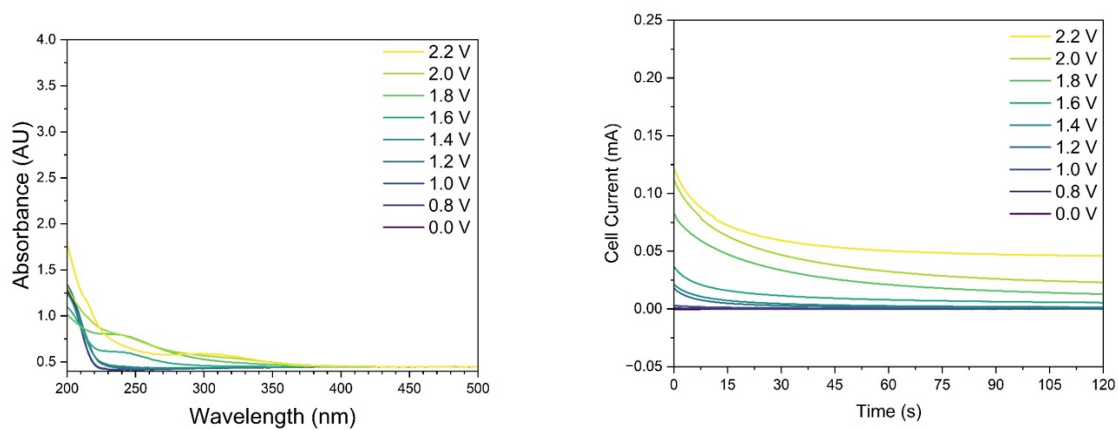 Absorbance (AU)
4.0
3.5
3.0
2.5
2.0
1.5
1.0
0.5
200 250 300 350 400 450 500
Wavelength (nm)
2.2 V
2.0 V
1.8 V
1.6 V
1.4 V
1.2 V
1.0 V
0.8 V
0.0 V
Cell Current (mA)
0.25
0.20
0.15
0.10
0.05
0.00
−0.05
0 15 30 45 60 75 90 105 120
Time (s)
2.2 V
2.0 V
1.8 V
1.6 V
1.4 V
1.2 V
1.0 V
0.8 V
0.0 V